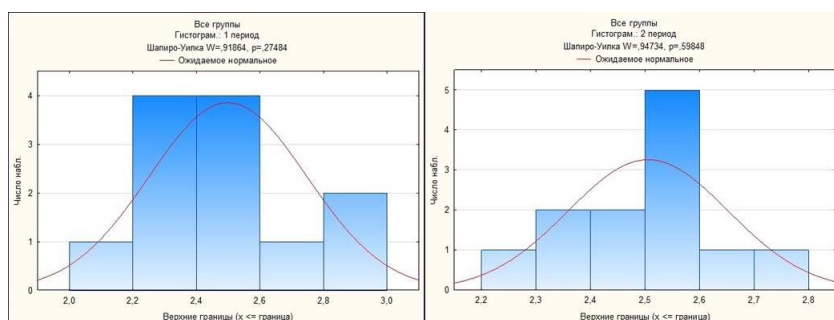 Все группы
Гистограм.: 1 период
Шапиро-Уилка W=,91864, p=,27484
Ожидаемое нормальное
Число набл.
4
3
2
1
0
2,0 2,2 2,4 2,6 2,8 3,0
Верхние границы (x <= граница)
Все группы
Гистограм.: 2 период
Шапиро-Уилка W=,94734, p=,59848
Ожидаемое нормальное
Число набл.
5
4
3
2
1
0
2,2 2,3 2,4 2,5 2,6 2,7 2,8
Верхние границы (x <= граница)